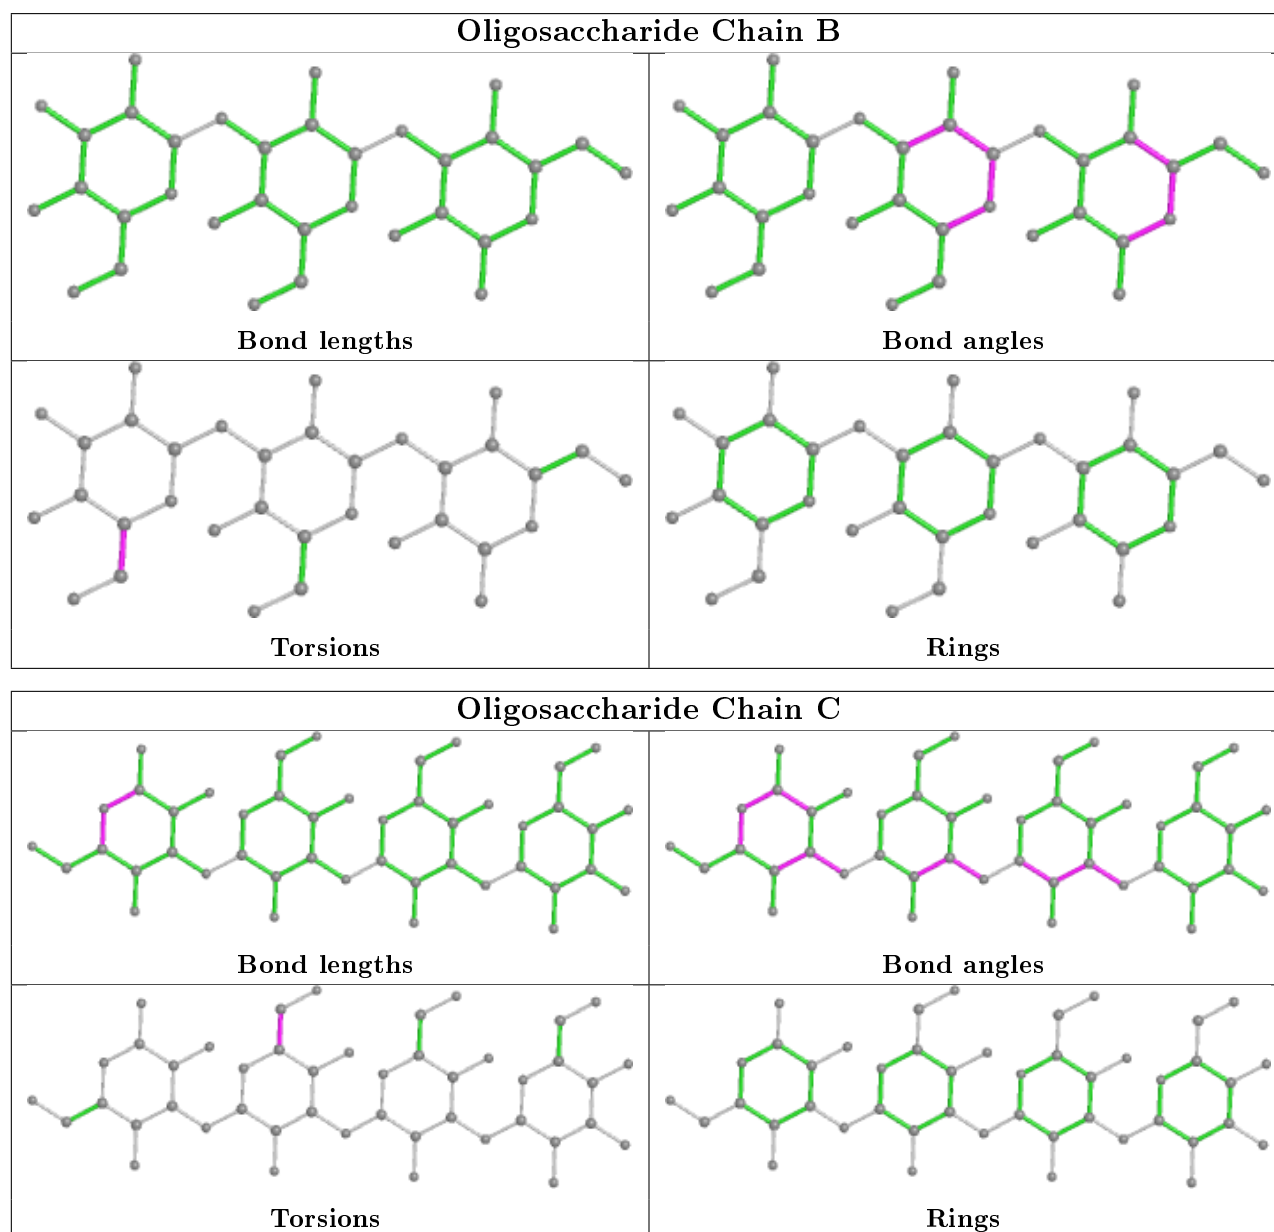 Oligosaccharide Chain B
Bond lengths
Bond angles
Torsions
Rings
Oligosaccharide Chain C
Bond lengths
Bond angles
Torsions
Rings